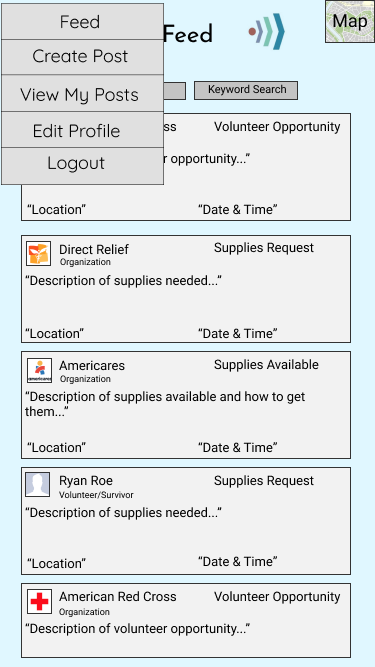 Feed
Create Post
View My Posts
Edit Profile
Logout
Feed
Map
Keyword Search
ss
Volunteer Opportunity
r opportunity..."
“Location”
“Date & Time”
Direct Relief
Organization
Supplies Request
“Description of supplies needed...“
“Location”
“Date & Time”
americares
Americares
Organization
Supplies Available
“Description of supplies available and how to get
them...”
“Location”
“Date & Time”
Ryan Roe
Volunteer/Survivor
Supplies Request
“Description of supplies needed...“
“Location”
“Date & Time”
American Red Cross
Organization
Volunteer Opportunity
“Description of volunteer opportunity...”